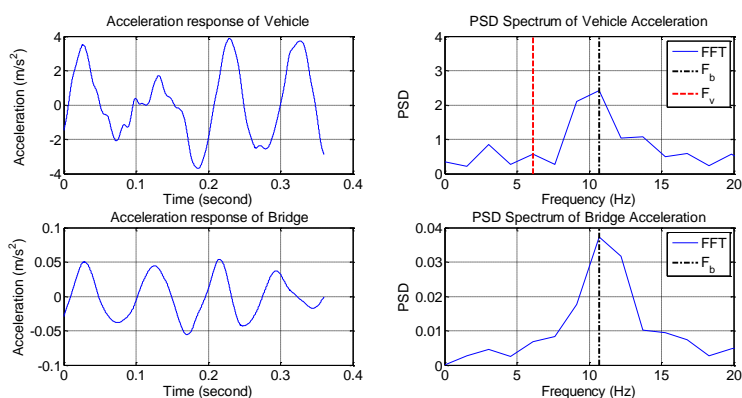 Acceleration response of Vehicle
Acceleration (m/s²)
4
2
0
-2
-4
0 0.1 0.2 0.3 0.4
Time (second)
PSD Spectrum of Vehicle Acceleration
PSD
4
3
2
1
0
0 5 10 15 20
Frequency (Hz)
FFT
F_b
F_v
Acceleration response of Bridge
Acceleration (m/s²)
0.1
0.05
0
-0.05
-0.1
0 0.1 0.2 0.3 0.4
Time (second)
PSD Spectrum of Bridge Acceleration
PSD
0.04
0.03
0.02
0.01
0
0 5 10 15 20
Frequency (Hz)
FFT
F_b